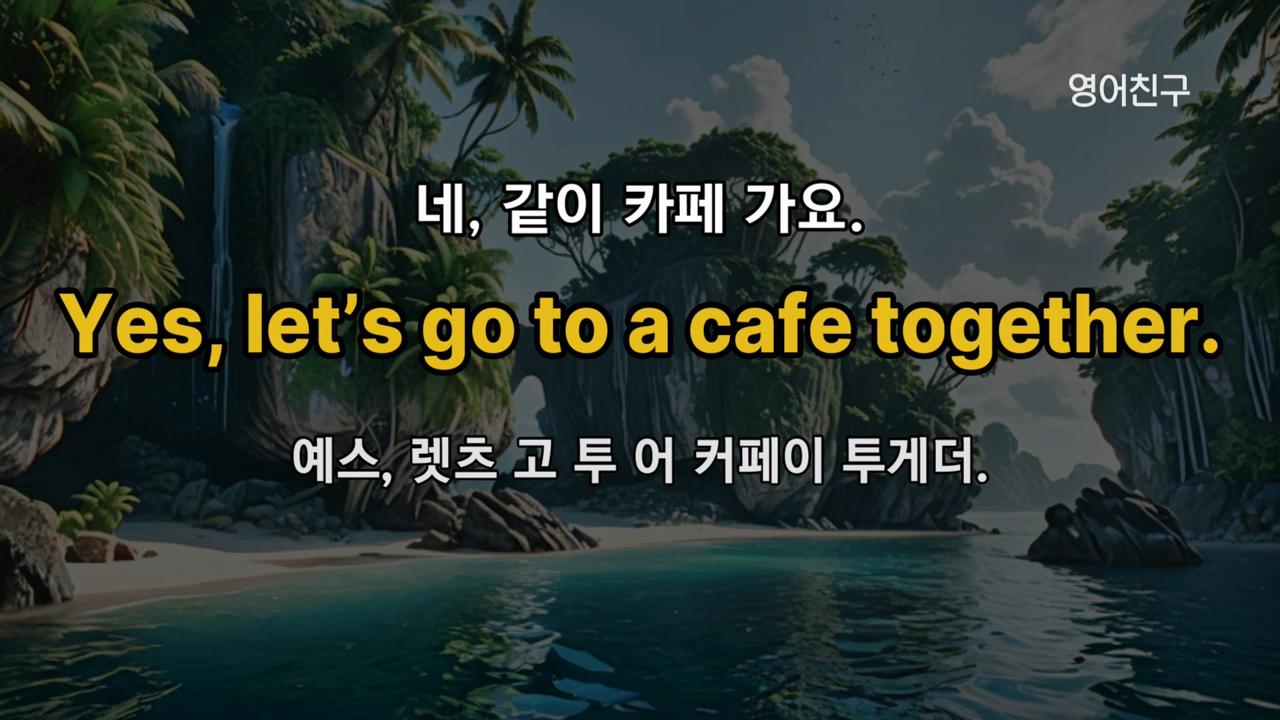 영어친구
네, 같이 카페 가요.
Yes, let’s go to a cafe together.
예스, 렛츠 고 투 어 커페이 투게더.